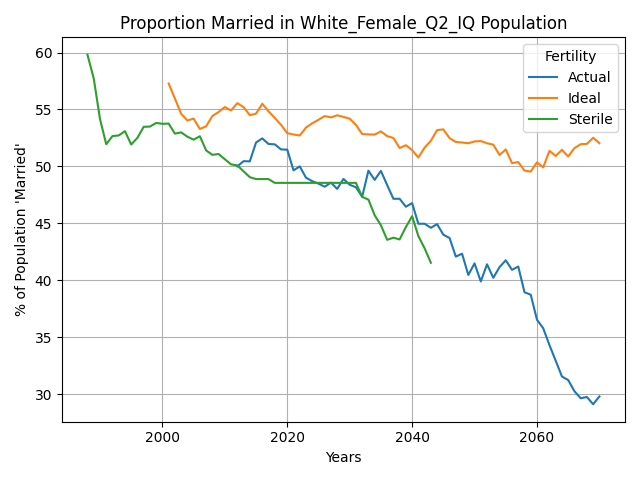 Proportion Married in White_Female_Q2_IQ Population
Fertility
Actual
Ideal
Sterile
% of Population 'Married'
60
55
50
45
40
35
30
2000
2020
2040
2060
Years